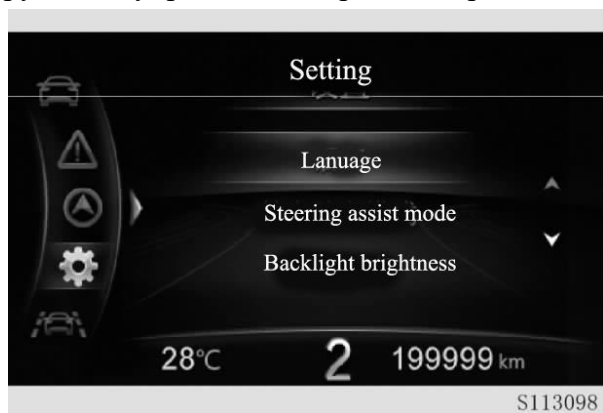 Setting
Lanuage
Steering assist mode
Backlight brightness
28°C 2 199999 km
S113098